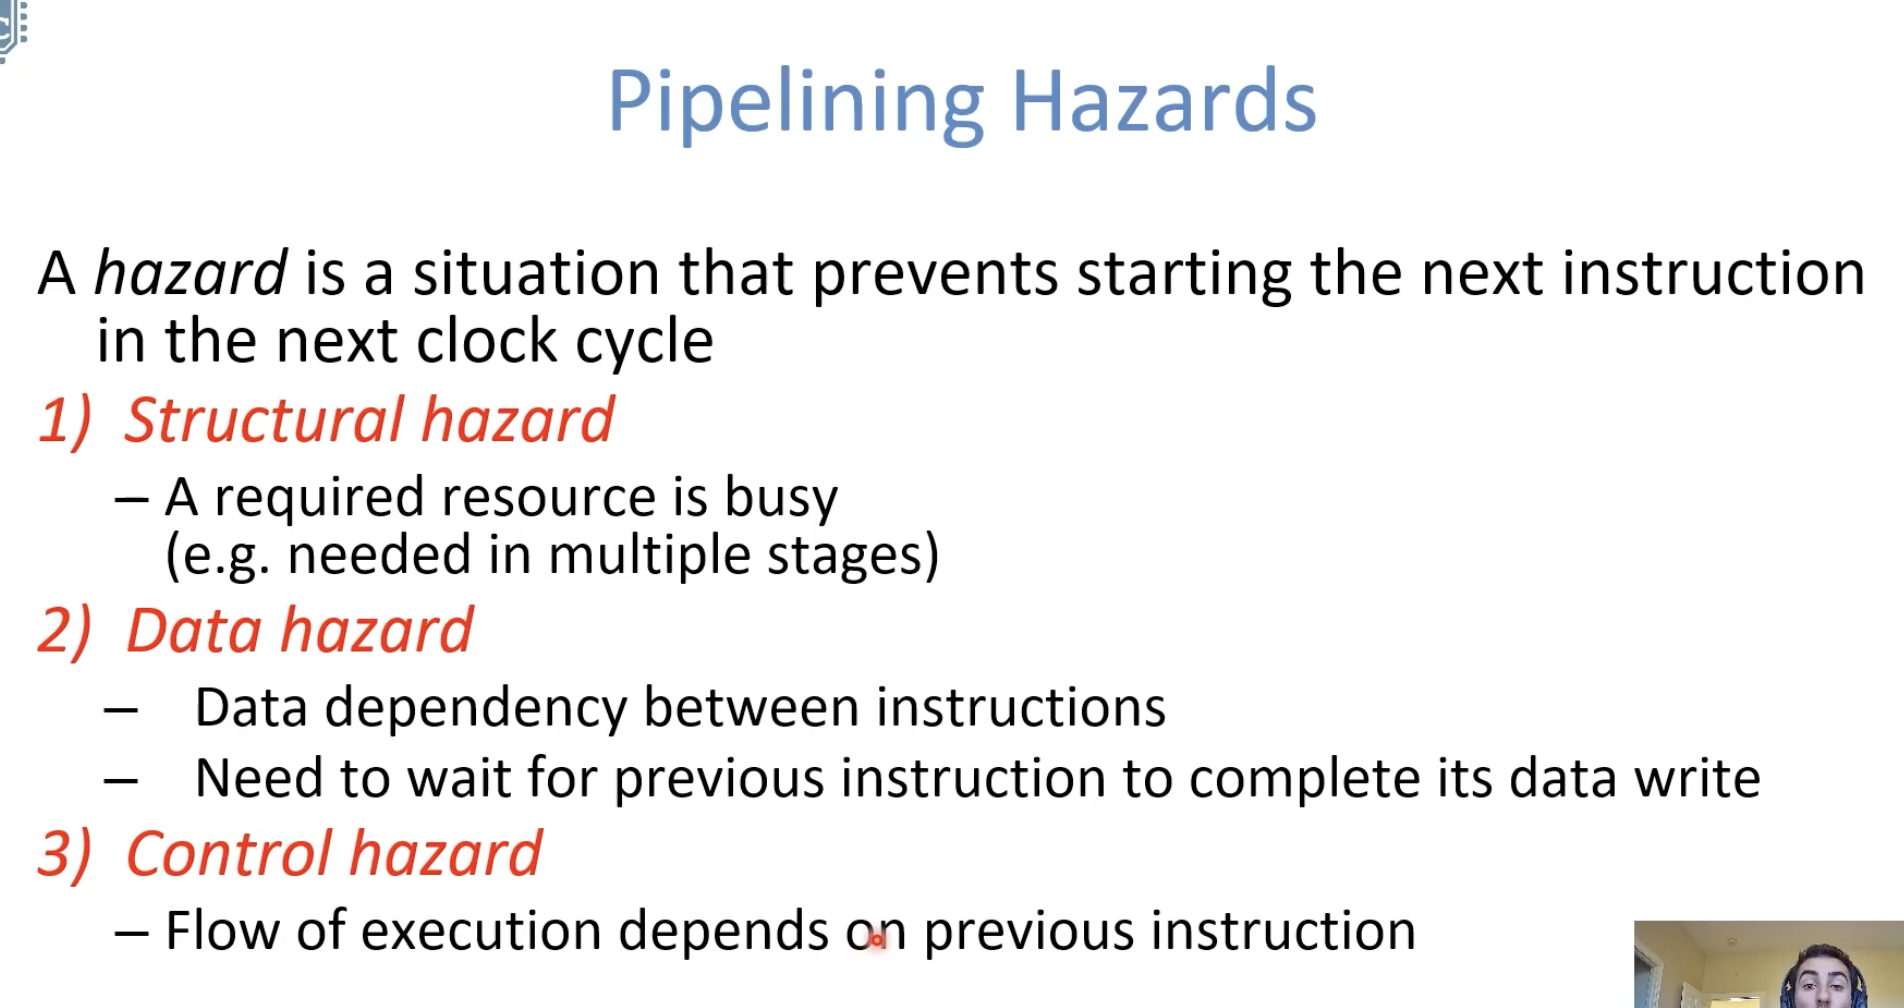 Pipelining Hazards
A hazard is a situation that prevents starting the next instruction
in the next clock cycle
1) Structural hazard
– A required resource is busy
(e.g. needed in multiple stages)
2) Data hazard
– Data dependency between instructions
– Need to wait for previous instruction to complete its data write
3) Control hazard
– Flow of execution depends on previous instruction